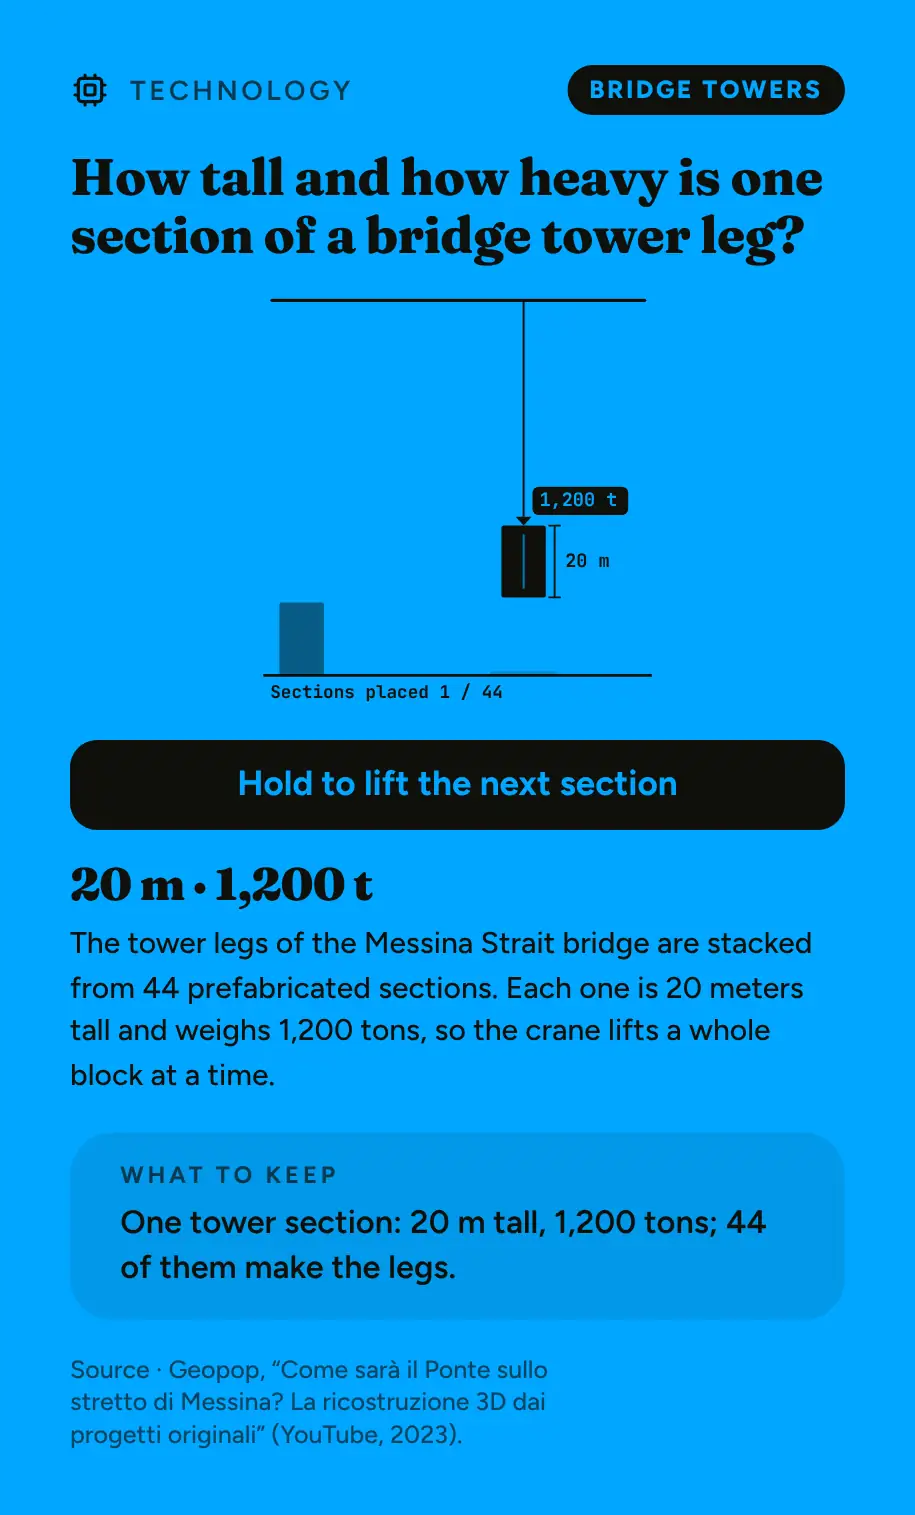 TECHNOLOGY
BRIDGE TOWERS
How tall and how heavy is one
section of a bridge tower leg?
1,200 t
20 m
Sections placed 1 / 44
Hold to lift the next section
20 m · 1,200 t
The tower legs of the Messina Strait bridge are stacked
from 44 prefabricated sections. Each one is 20 meters
tall and weighs 1,200 tons, so the crane lifts a whole
block at a time.
WHAT TO KEEP
One tower section: 20 m tall, 1,200 tons; 44
of them make the legs.
Source · Geopop, “Come sarà il Ponte sullo
stretto di Messina? La ricostruzione 3D dai
progetti originali” (YouTube, 2023).